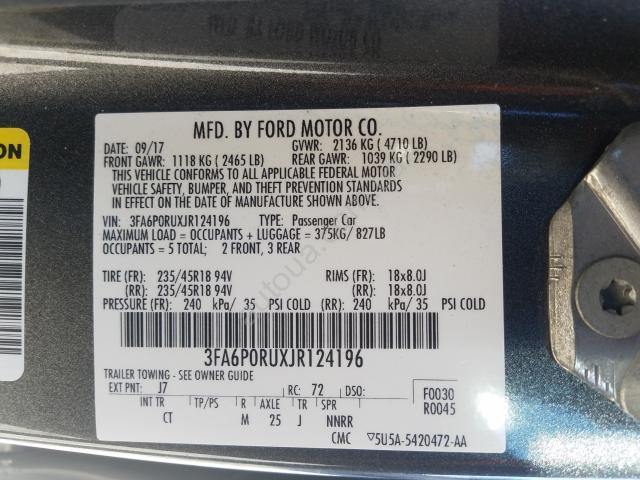 ON
MFD. BY FORD MOTOR CO.
DATE: 09/17 GVWR: 2136 KG ( 4710 LB)
FRONT GAWR: 1118 KG ( 2465 LB) REAR GAWR: 1039 KG ( 2290 LB)
THIS VEHICLE CONFORMS TO ALL APPLICABLE FEDERAL MOTOR
VEHICLE SAFETY, BUMPER, AND THEFT PREVENTION STANDARDS
IN EFFECT ON THE DATE OF MANUFACTURE SHOWN ABOVE.
VIN: 3FA6P0RUXJR124196 TYPE: Passenger Car
MAXIMUM LOAD = OCCUPANTS + LUGGAGE = 375KG/ 827LB
OCCUPANTS = 5 TOTAL; 2 FRONT, 3 REAR
TIRE (FR): 235/45R18 94V RIMS (FR): 18x8.0J
(RR): 235/45R18 94V (RR): 18x8.0J
PRESSURE (FR): 240 kPa/ 35 PSI COLD (RR): 240 kPa/ 35 PSI COLD
3FA6P0RUXJR124196
TRAILER TOWING - SEE OWNER GUIDE
EXT PNT: J7 RC: 72 DSO: F0030
R0045
INT TR TP/PS R AXLE TR SPR
CT M 25 J NNRR
CMC 5U5A-5420472-AA
autoua